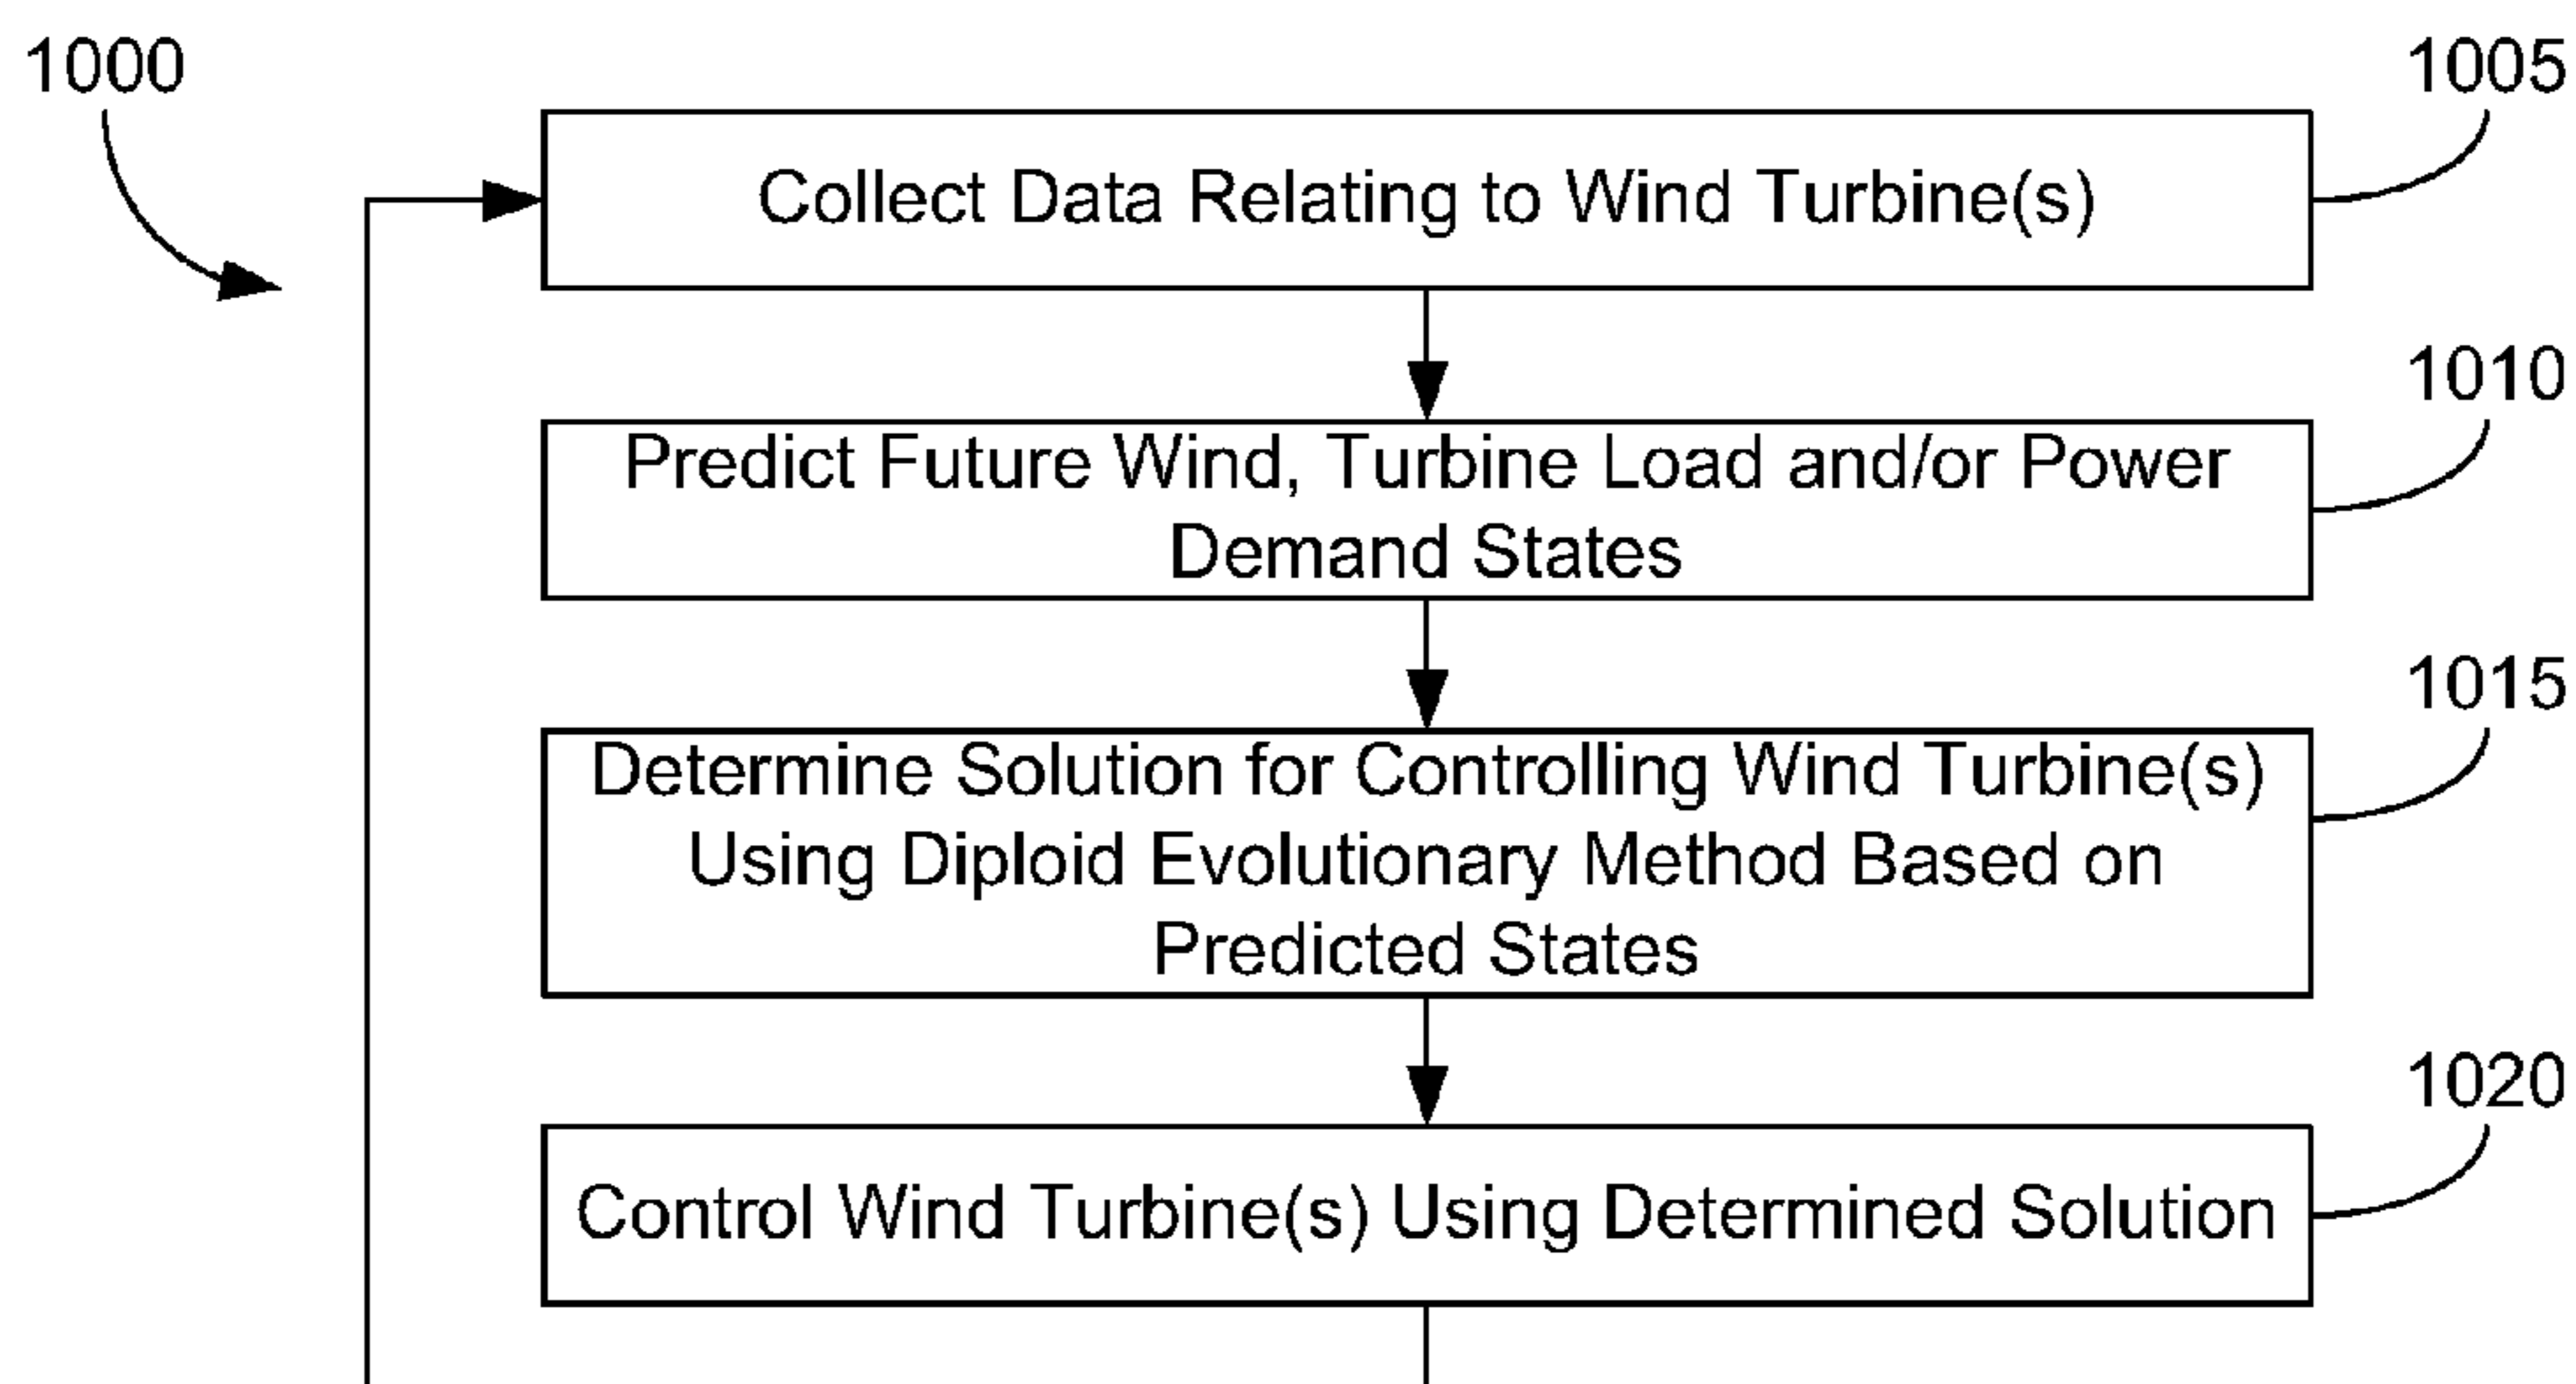 1000
1005
Collect Data Relating to Wind Turbine(s)
1010
Predict Future Wind, Turbine Load and/or Power
Demand States
1015
Determine Solution for Controlling Wind Turbine(s)
Using Diploid Evolutionary Method Based on
Predicted States
1020
Control Wind Turbine(s) Using Determined Solution